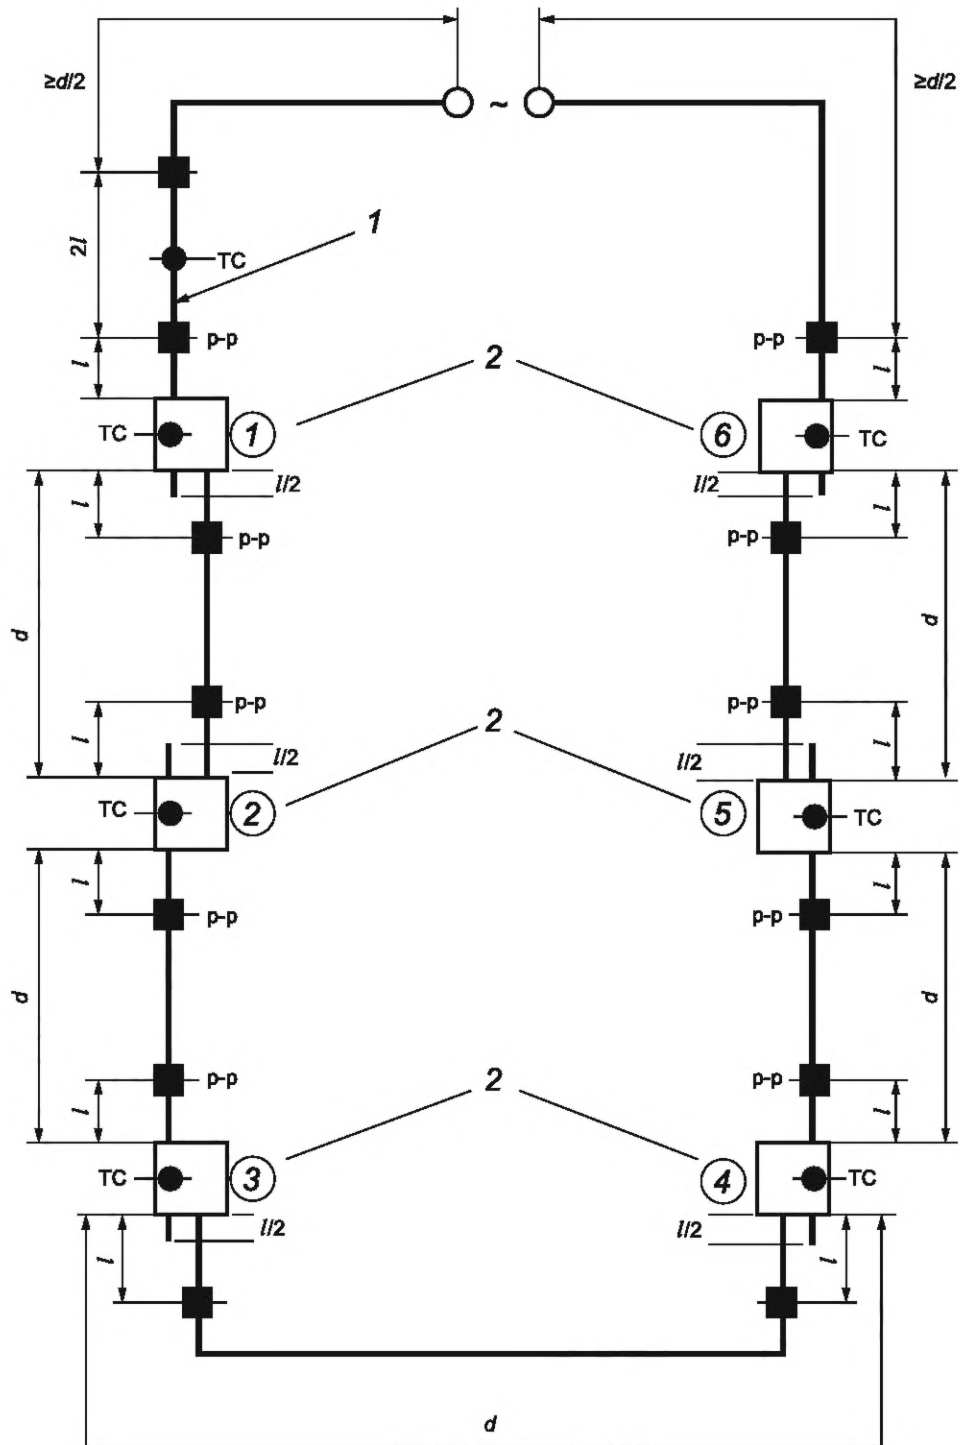 ≥d/2 ≥d/2
~
1
2l
TC
p-p p-p
l 2 l
TC 1 6 TC
l l/2 l/2 l
p-p p-p
d d
p-p p-p
l 2 l
l/2 l/2
TC 2 5 TC
l l
p-p p-p
d d
p-p p-p
l 2 l
TC 3 4 TC
l/2 l/2
l l
d